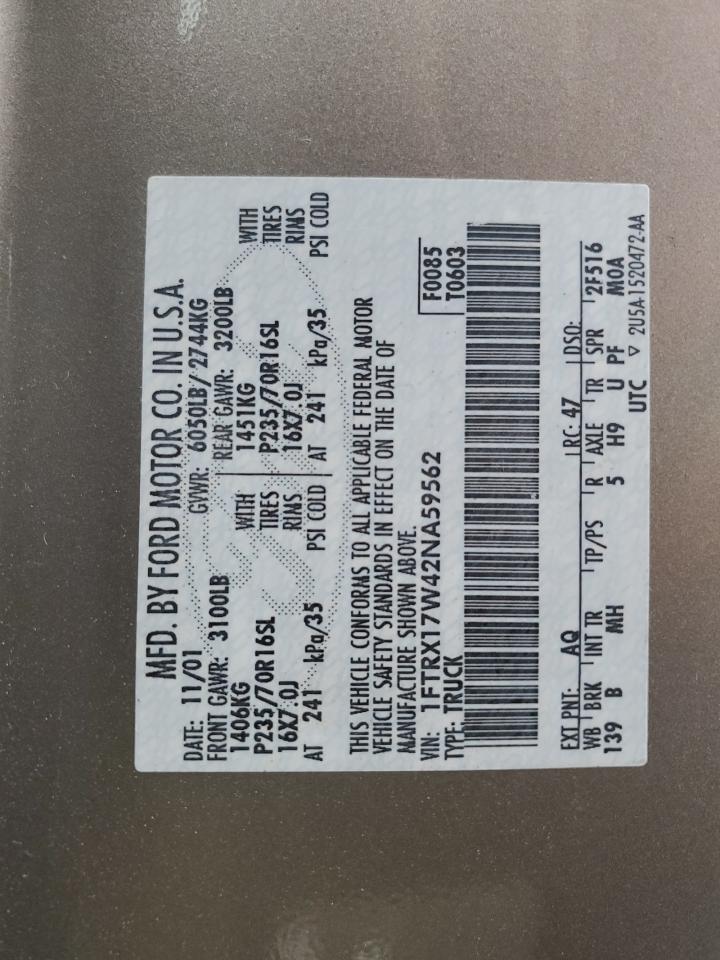 MFD. BY FORD MOTOR CO. IN U.S.A.
DATE: 11/01 GVWR: 6050LB/ 2744KG
FRONT GAWR: 3100LB REAR GAWR: 3200LB
1406KG WITH 1451KG WITH
P235/70R16SL TIRES P235/70R16SL TIRES
16X7.0J RIMS 16X7.0J RIMS
AT 241 kPa/35 PSI COLD AT 241 kPa/35 PSI COLD
THIS VEHICLE CONFORMS TO ALL APPLICABLE FEDERAL MOTOR
VEHICLE SAFETY STANDARDS IN EFFECT ON THE DATE OF
MANUFACTURE SHOWN ABOVE.
VIN: 1FTRX17W42NA59562 F0085
TYPE: TRUCK T0603
EXT PNT: AQ RC: 47 DSO:
WB BRK INT TR TP/PS R AXLE TR SPR 2F516
139 B MH 5 H9 U PF M0A
UTC ▽ 2U5A-1520472-AA